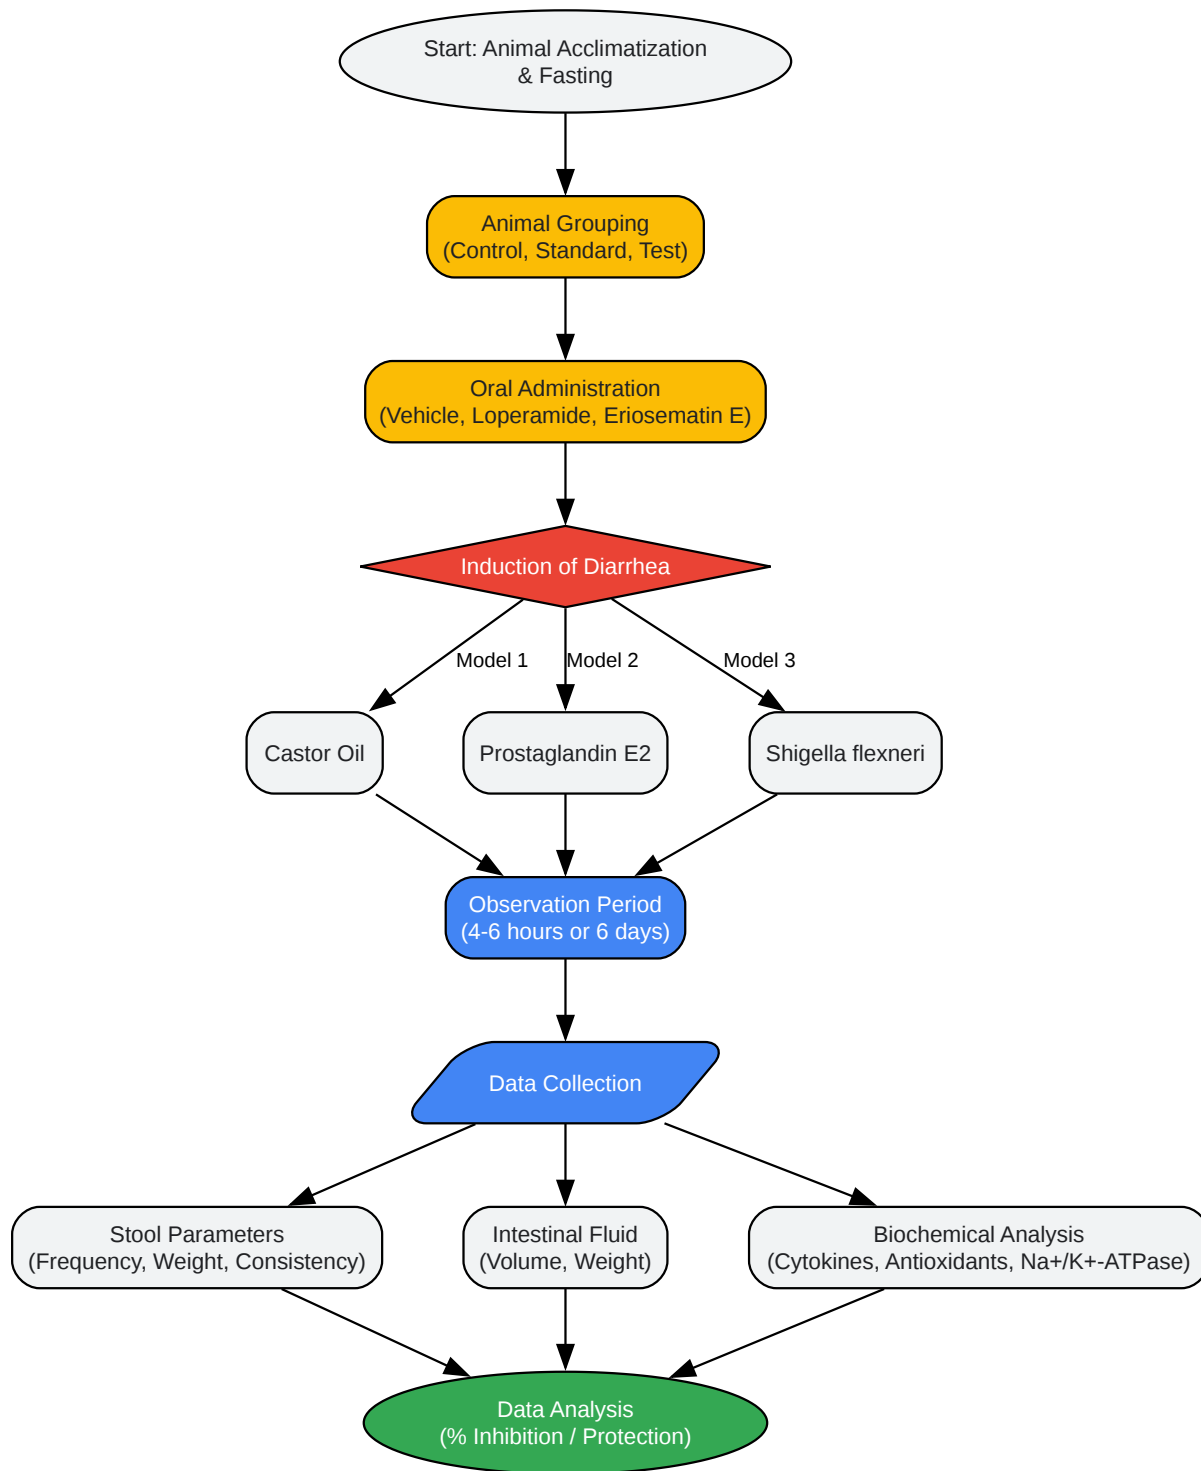 Start: Animal Acclimatization
& Fasting
Animal Grouping
(Control, Standard, Test)
Oral Administration
(Vehicle, Loperamide, Eriosematin E)
Induction of Diarrhea
Model 1
Model 2
Model 3
Castor Oil
Prostaglandin E2
Shigella flexneri
Observation Period
(4-6 hours or 6 days)
Data Collection
Stool Parameters
(Frequency, Weight, Consistency)
Intestinal Fluid
(Volume, Weight)
Biochemical Analysis
(Cytokines, Antioxidants, Na+/K+-ATPase)
Data Analysis
(% Inhibition / Protection)